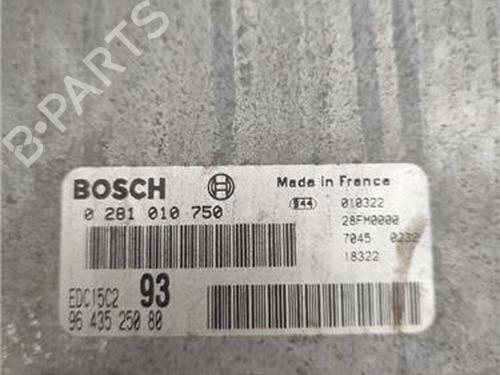 B-PARTS
BOSCH
Made in France
0 281 010 750
944 010322
28FM0000
7045 0232
18322
EDC15C2 93
96 435 250 80